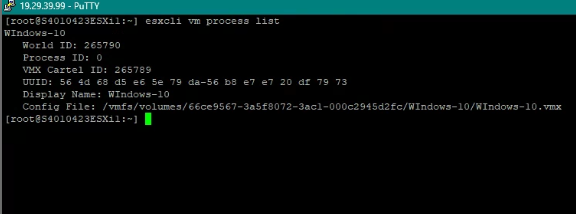 19.29.39.99 - PuTTY
[root@S4010423ESXi1:~] esxcli vm process list
WIndows-10
World ID: 265790
Process ID: 0
VMX Cartel ID: 265789
UUID: 56 4d 68 d5 e6 5e 79 da-56 b8 e7 e7 20 df 79 73
Display Name: WIndows-10
Config File: /vmfs/volumes/66ce9567-3a5f8072-3ac1-000c2945d2fc/WIndows-10/WIndows-10.vmx
[root@S4010423ESXi1:~]